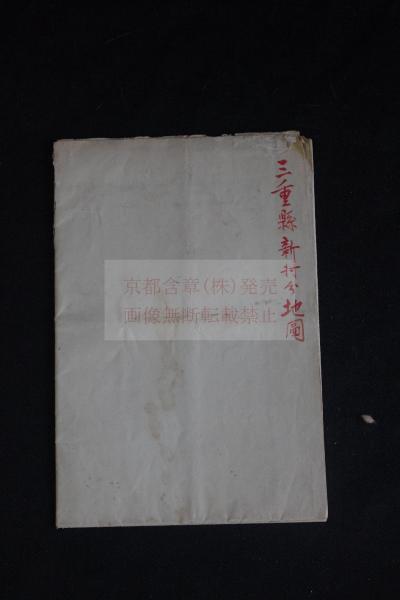 三重縣新村分地圖
京都含章(株)発売
画像無断転載禁止